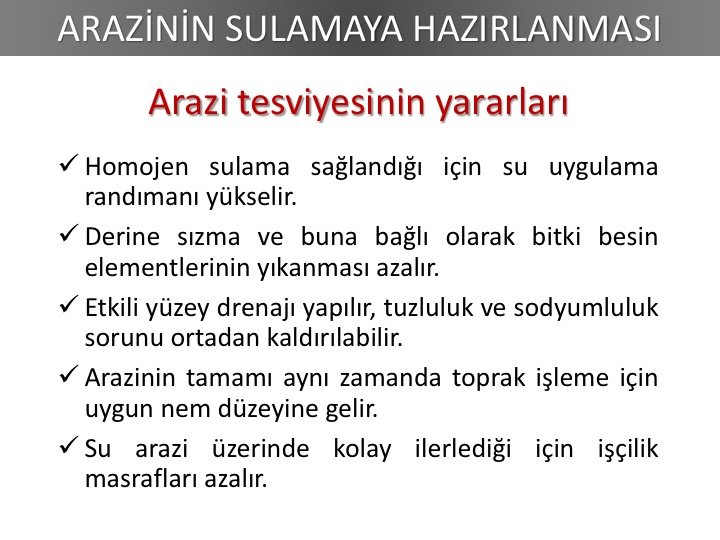 ARAZİNİN SULAMAYA HAZIRLANMASI
Arazi tesviyesinin yararları
✓ Homojen sulama sağlandığı için su uygulama
randımanı yükselir.
✓ Derine sızma ve buna bağlı olarak bitki besin
elementlerinin yıkanması azalır.
✓ Etkili yüzey drenajı yapılır, tuzluluk ve sodyumluluk
sorunu ortadan kaldırılabilir.
✓ Arazinin tamamı aynı zamanda toprak işleme için
uygun nem düzeyine gelir.
✓ Su arazi üzerinde kolay ilerlediği için işçilik
masrafları azalır.